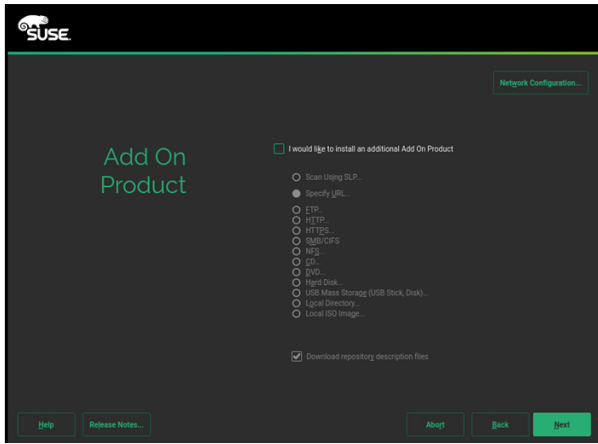 SUSE.
Network Configuration...
Add On
Product
I would like to install an additional Add On Product
Scan Using SLP...
Specify URL...
FTP...
HTTP...
HTTPS...
SMB/CIFS
NFS...
CD...
DVD...
Hard Disk...
USB Mass Storage (USB Stick, Disk)...
Local Directory...
Local ISO Image...
Download repository description files
Help
Release Notes...
Abort
Back
Next